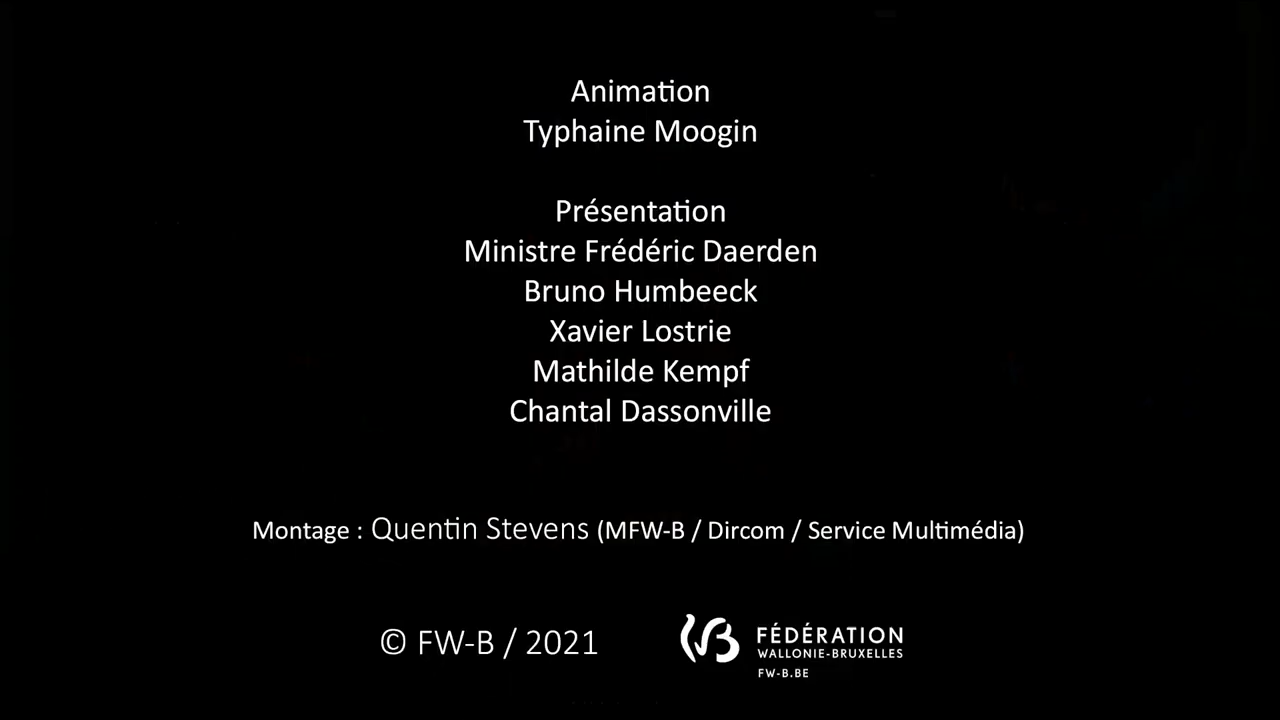 Animation
Typhaine Moogin
Présentation
Ministre Frédéric Daerden
Bruno Humbeeck
Xavier Lostrie
Mathilde Kempf
Chantal Dassonville
Montage : Quentin Stevens (MFW-B / Dircom / Service Multimédia)
© FW-B / 2021
FÉDÉRATION
WALLONIE-BRUXELLES
FW-B.BE